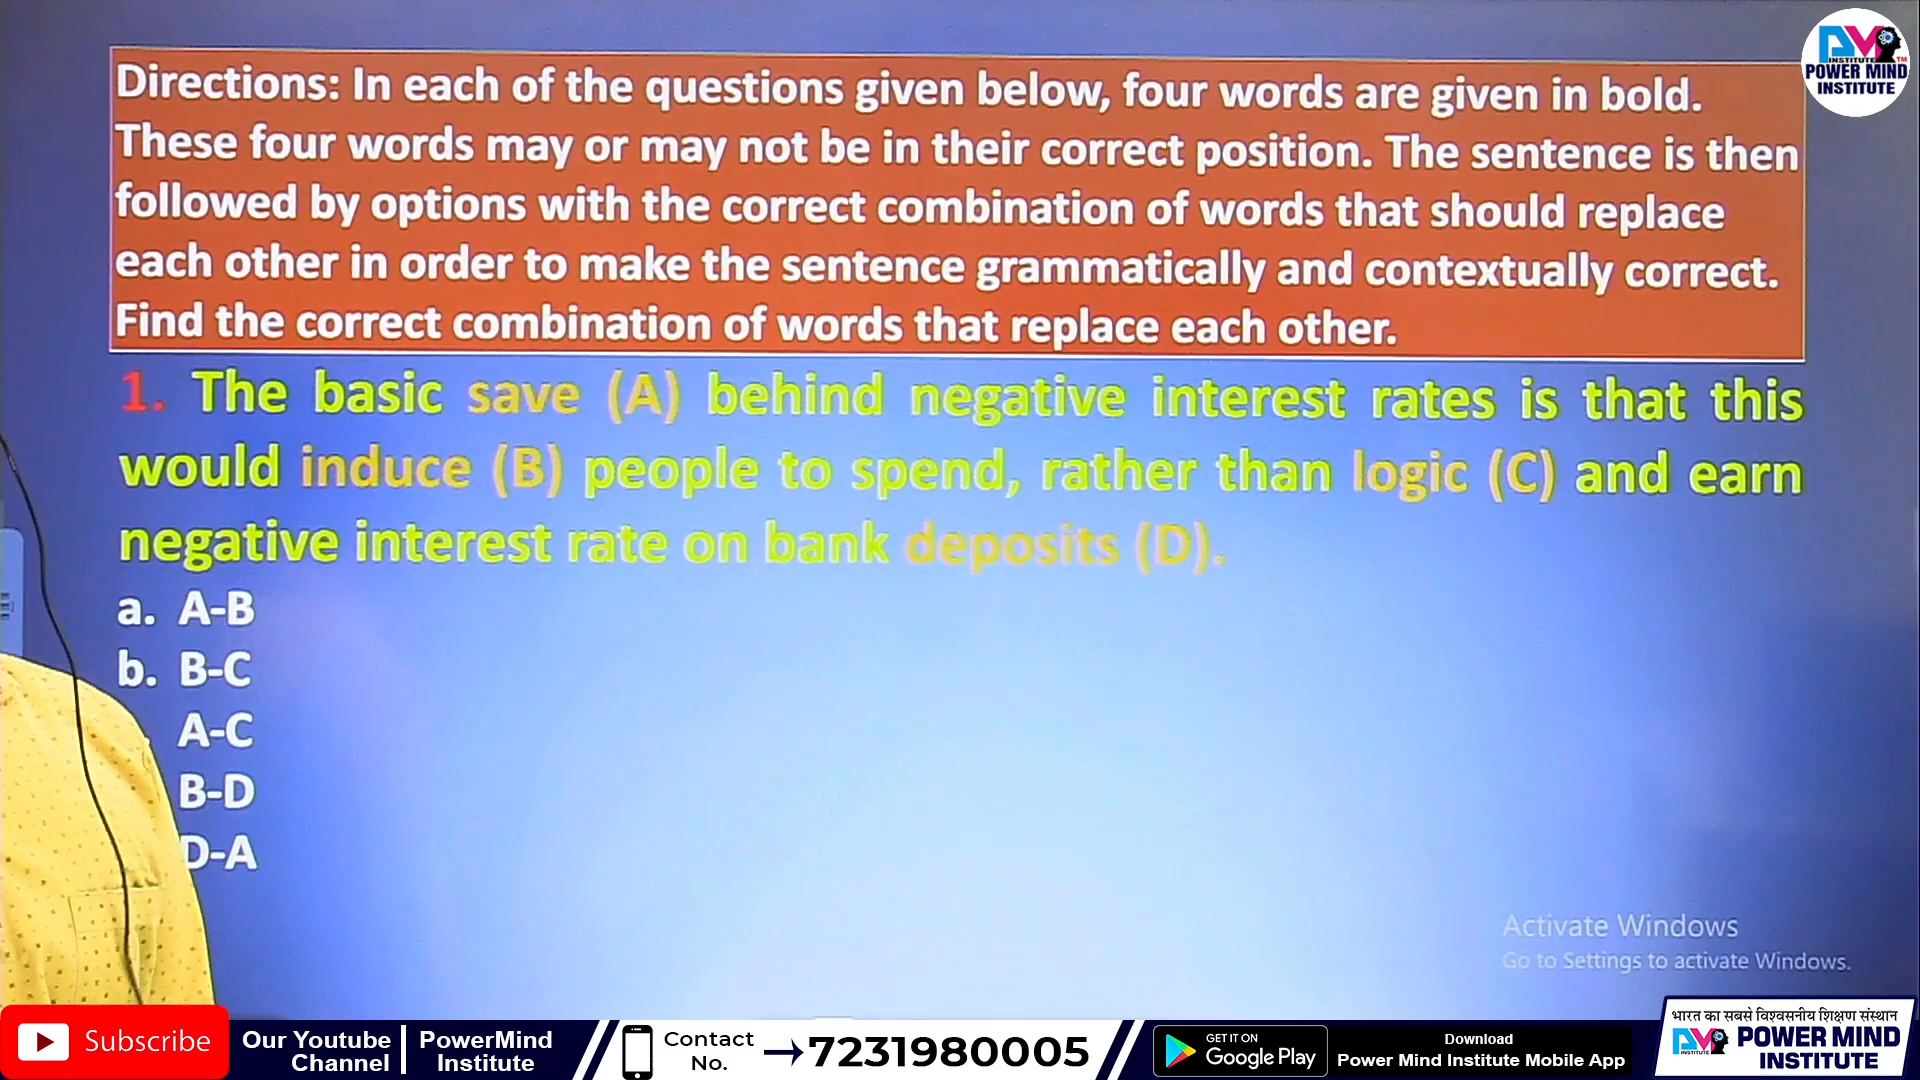 Directions: In each of the questions given below, four words are given in bold.
These four words may or may not be in their correct position. The sentence is then
followed by options with the correct combination of words that should replace
each other in order to make the sentence grammatically and contextually correct.
Find the correct combination of words that replace each other.
1. The basic save (A) behind negative interest rates is that this
would induce (B) people to spend, rather than logic (C) and earn
negative interest rate on bank deposits (D).
a. A-B
b. B-C
A-C
B-D
D-A
Activate Windows
Go to Settings to activate Windows.
INSTITUTE TM
POWER MIND
INSTITUTE
Subscribe
Our Youtube
Channel
PowerMind
Institute
Contact
No.
7231980005
GET IT ON
Google Play
Download
Power Mind Institute Mobile App
भारत का सबसे विश्वसनीय शिक्षण संस्थान
INSTITUTE
POWER MIND
INSTITUTE